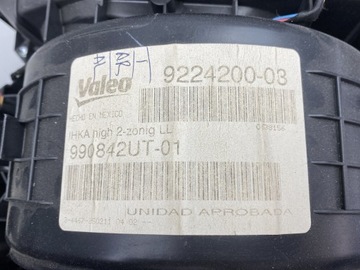 Valeo
9224200-03
HECHO EN MEXICO
IHKA high 2-zonig LL
990842UT-01
UNIDAD APROBADA